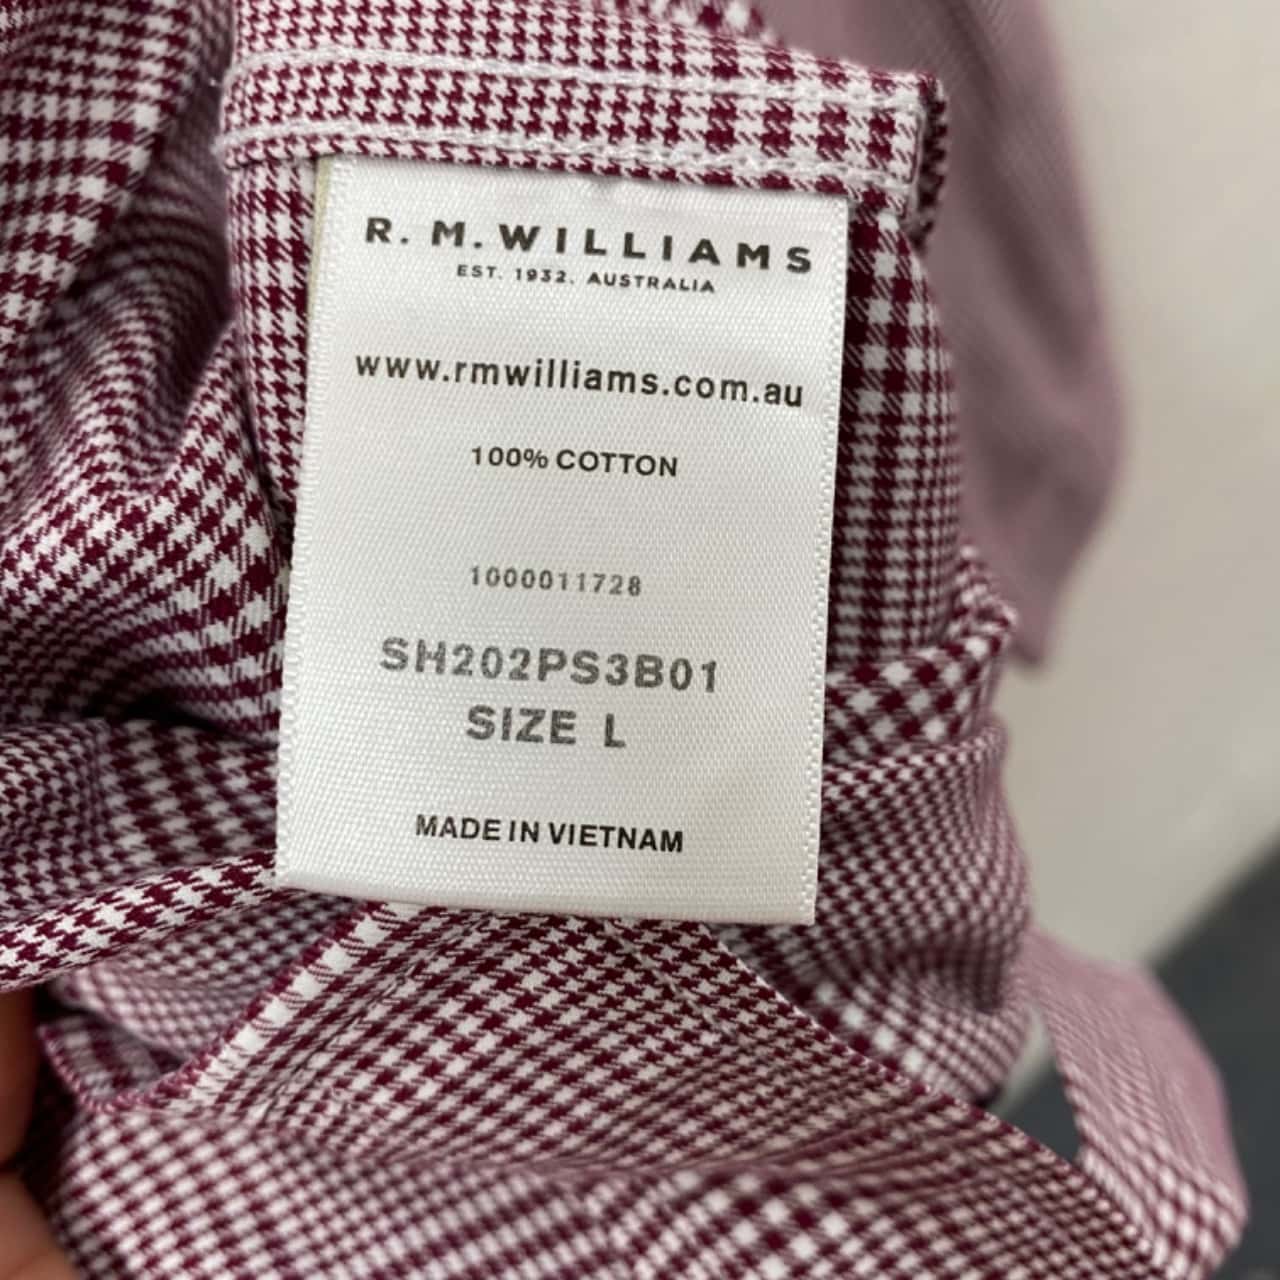 R. M. WILLIAMS
EST. 1932. AUSTRALIA
www.rmwilliams.com.au
100% COTTON
1000011728
SH202PS3B01
SIZE L
MADE IN VIETNAM